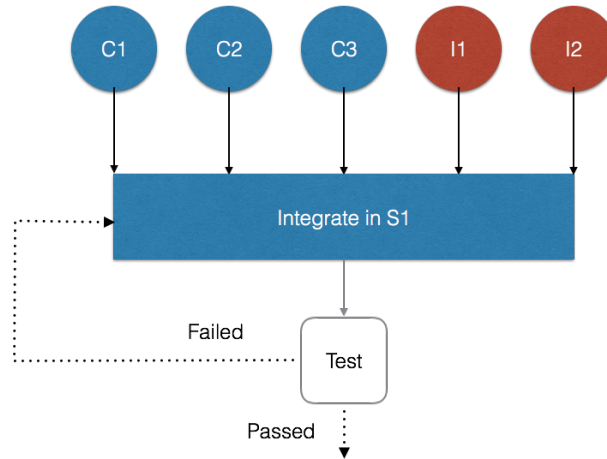 C1
C2
C3
I1
I2
Integrate in S1
Failed
Test
Passed